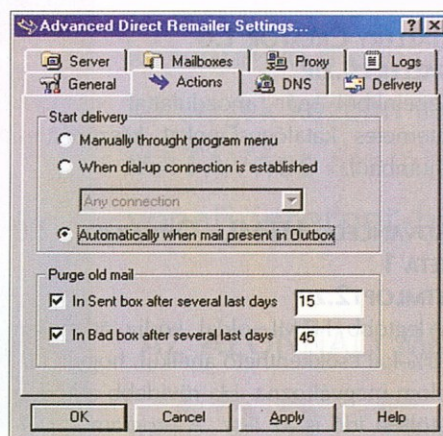 Advanced Direct Remailer Settings...
Server Mailboxes Proxy Logs
General Actions DNS Delivery
Start delivery
Manually throught program menu
When dial-up connection is established
Any connection
Automatically when mail present in Outbox
Purge old mail
In Sent box after several last days 15
In Bad box after several last days 45
OK Cancel Apply Help